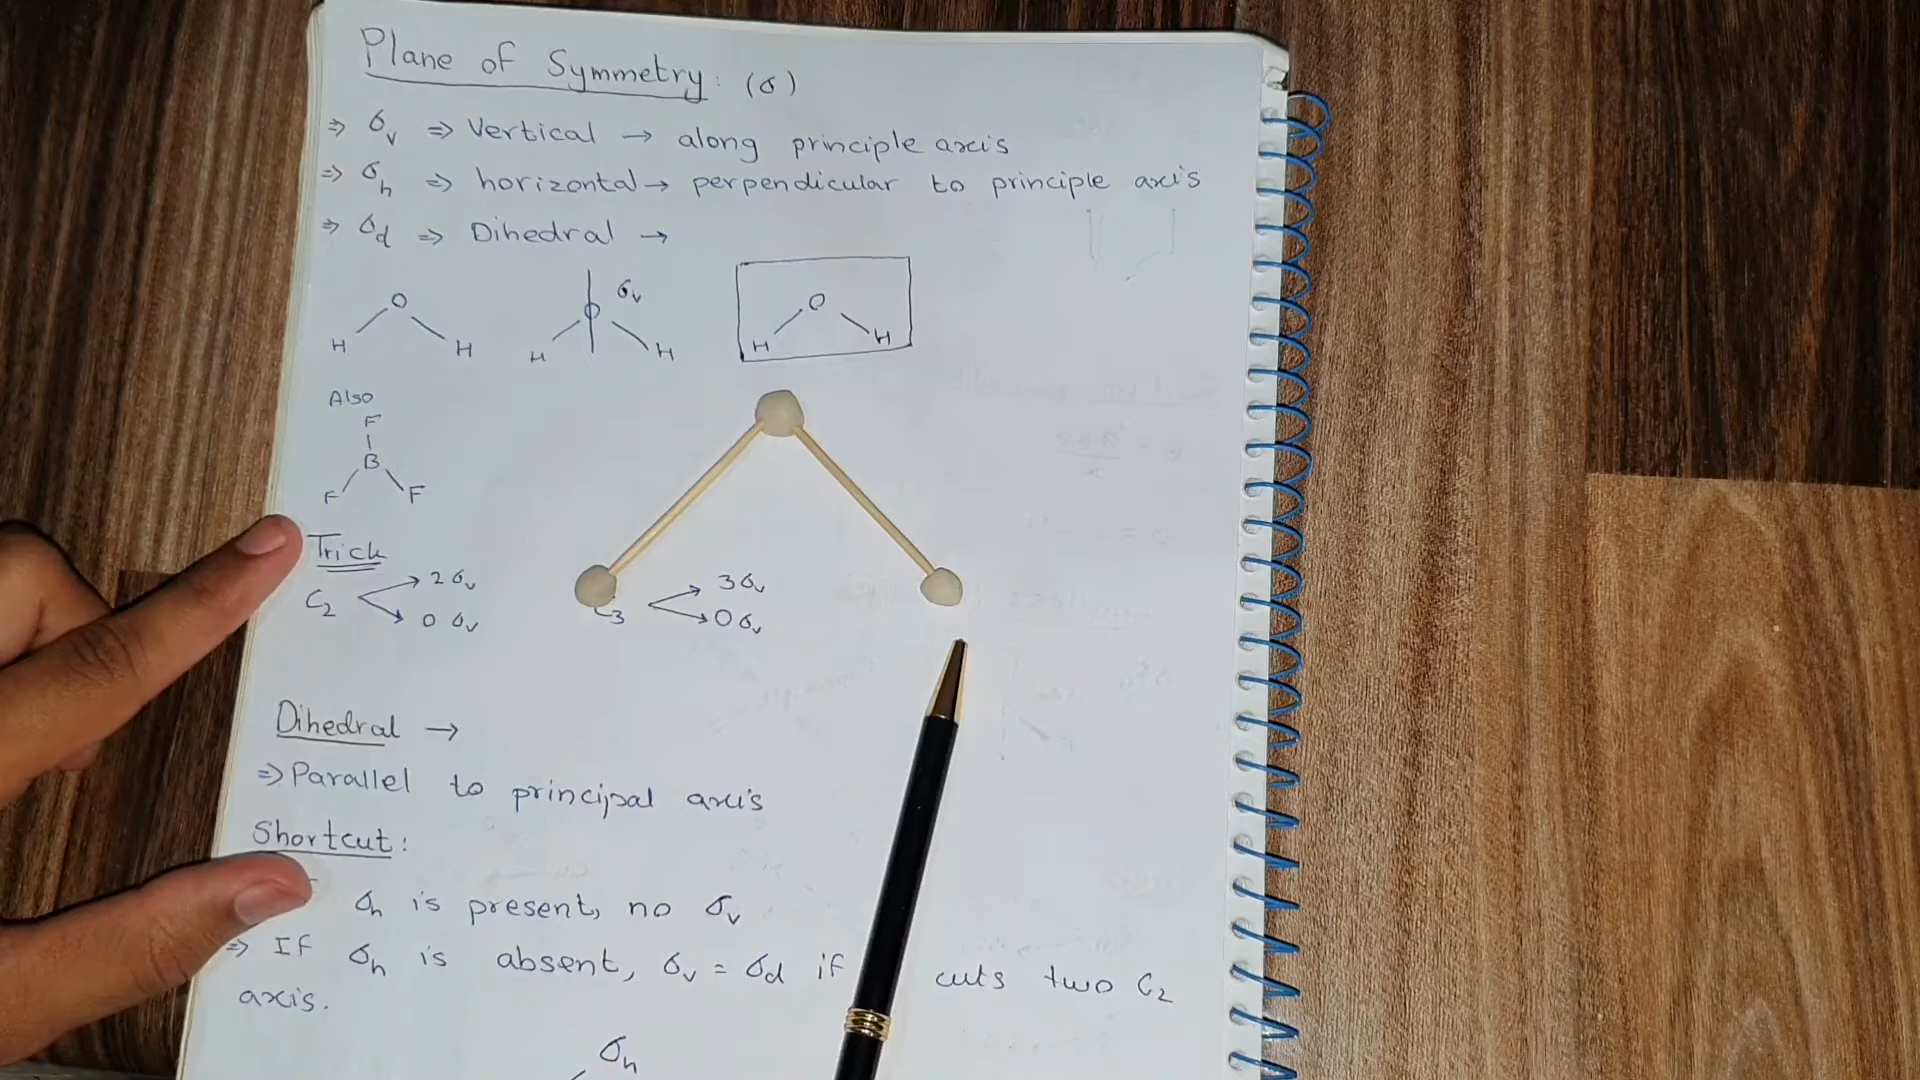 Plane of Symmetry: (σ)
⇒ σv ⇒ Vertical → along principle axis
⇒ σh ⇒ horizontal → perpendicular to principle axis
⇒ σd ⇒ Dihedral →
O H H
σv H H
O H H
Also
F
B
F F
Trick
C2 → 2σv
→ 0 σv
C3 → 3σv
→ 0σv
Dihedral →
⇒ Parallel to principal axis
Shortcut:
σh is present, no σv
⇒ If σh is absent, σv = σd if cuts two C2
axis.
σh